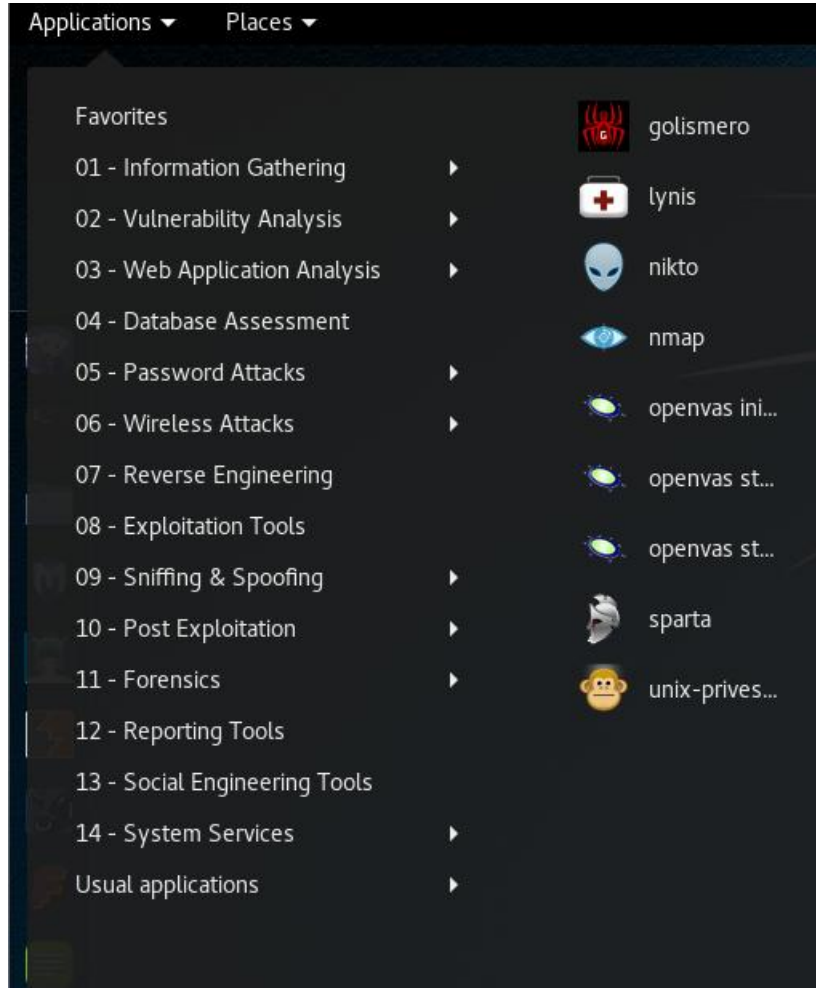 Applications Places
Favorites
01 - Information Gathering
02 - Vulnerability Analysis
03 - Web Application Analysis
04 - Database Assessment
05 - Password Attacks
06 - Wireless Attacks
07 - Reverse Engineering
08 - Exploitation Tools
09 - Sniffing & Spoofing
10 - Post Exploitation
11 - Forensics
12 - Reporting Tools
13 - Social Engineering Tools
14 - System Services
Usual applications
golismero
lynis
nikto
nmap
openvas ini...
openvas st...
openvas st...
sparta
unix-prives...